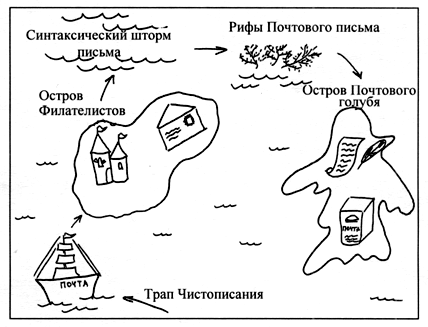 Синтаксический шторм
письма
Рифы Почтового письма
Остров
Филателистов
Остров Почтового
голубя
ПОЧТА
ПОЧТА
Трап Чистописания